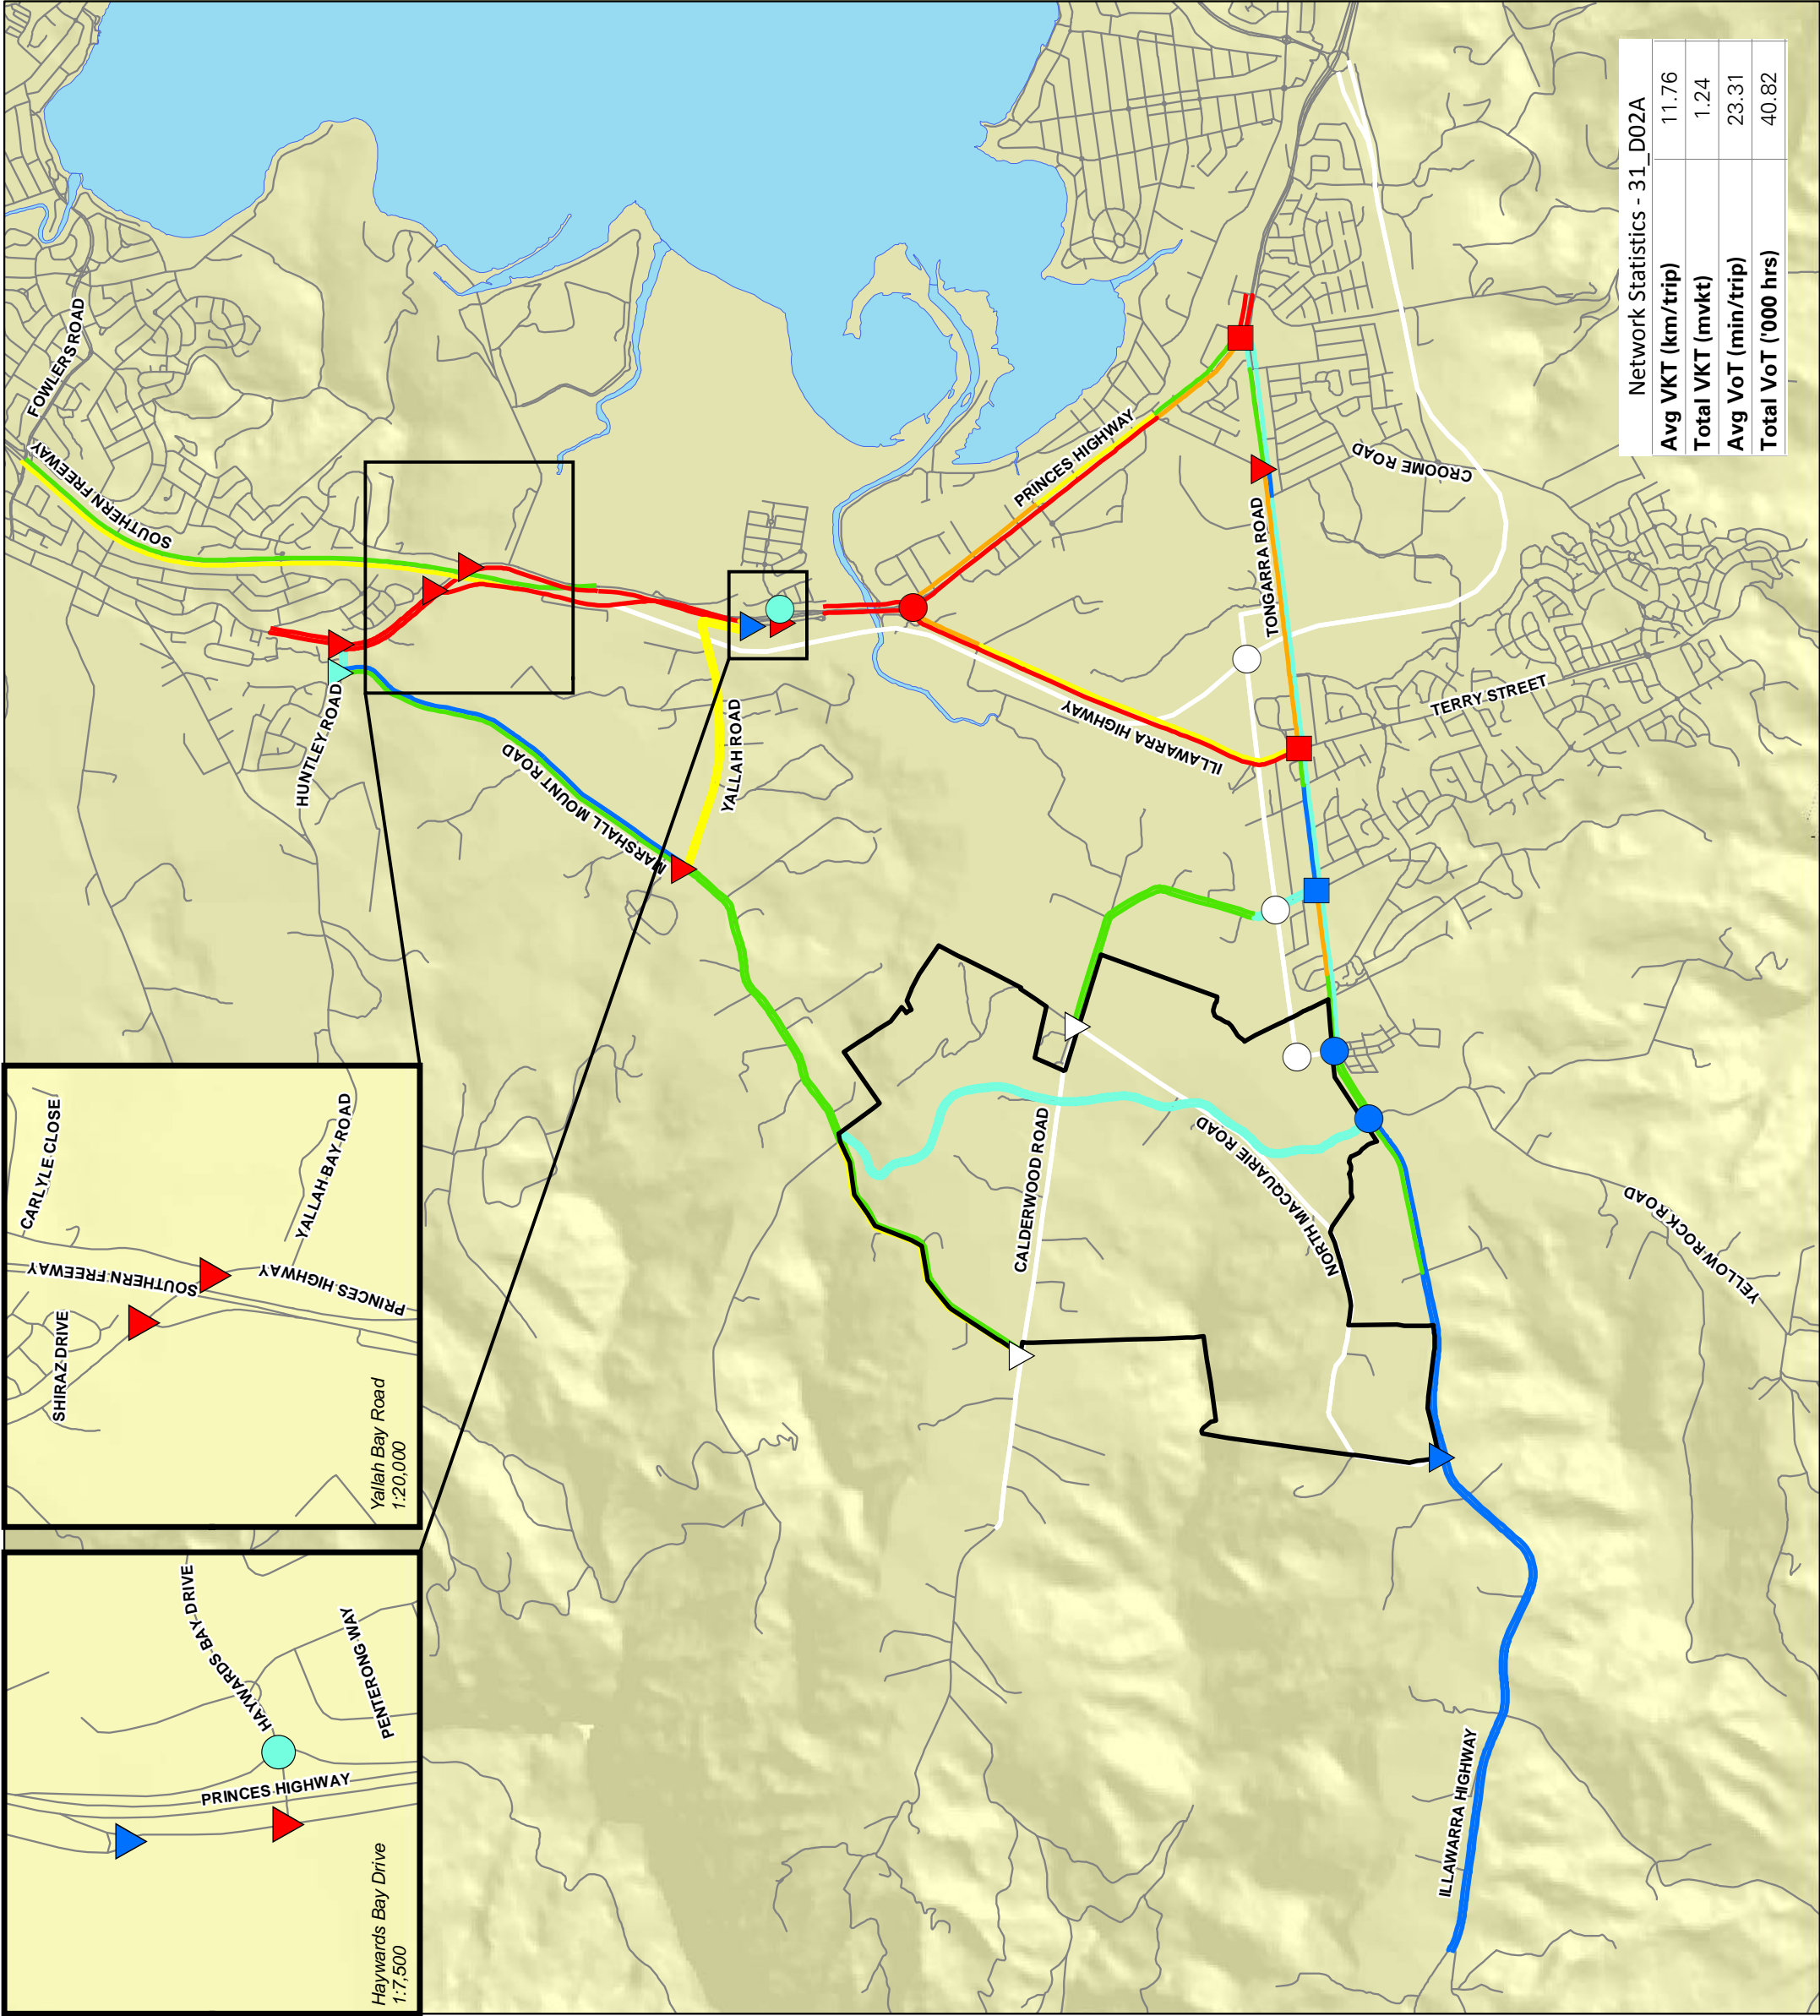 FOWLERS ROAD
SOUTHERN FREEWAY
HUNTLEY ROAD
MARSHALL MOUNT ROAD
YALLAH ROAD
PRINCES HIGHWAY
ILLAWARRA HIGHWAY
TONGARRA ROAD
CROOME ROAD
TERRY STREET
CALDERWOOD ROAD
NORTH MACQUARIE ROAD
YELLOW ROCK ROAD
ILLAWARRA HIGHWAY
CARLYLE CLOSE
YALLAH BAY ROAD
SOUTHERN FREEWAY
PRINCES HIGHWAY
SHIRAZ DRIVE
Yallah Bay Road
1:20,000
HAYWARDS BAY DRIVE
PENTERONG WAY
PRINCES HIGHWAY
Haywards Bay Drive
1:7,500
Network Statistics - 31_D02A
Avg VKT (km/trip) 11.76
Total VKT (mvkt) 1.24
Avg VoT (min/trip) 23.31
Total VoT ('000 hrs) 40.82